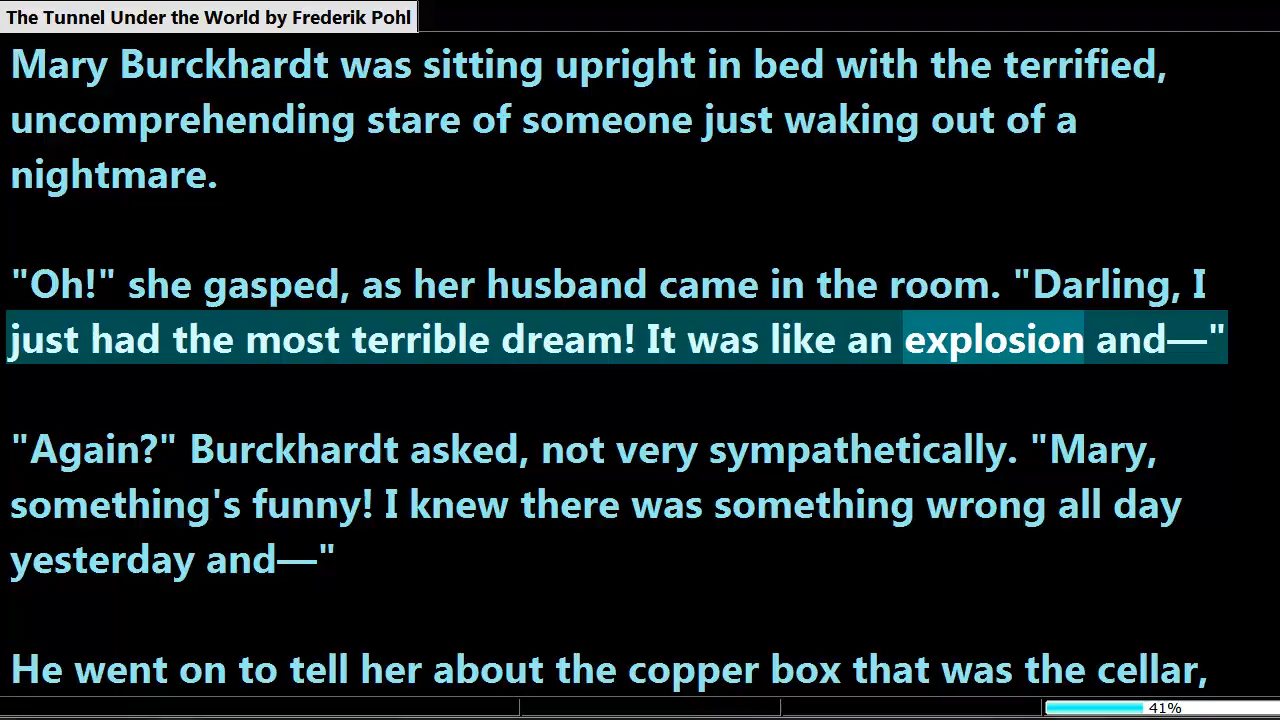 The Tunnel Under the World by Frederik Pohl
Mary Burckhardt was sitting upright in bed with the terrified,
uncomprehending stare of someone just waking out of a
nightmare.
"Oh!" she gasped, as her husband came in the room. "Darling, I
just had the most terrible dream! It was like an explosion and—"
"Again?" Burckhardt asked, not very sympathetically. "Mary,
something's funny! I knew there was something wrong all day
yesterday and—"
He went on to tell her about the copper box that was the cellar,
41%